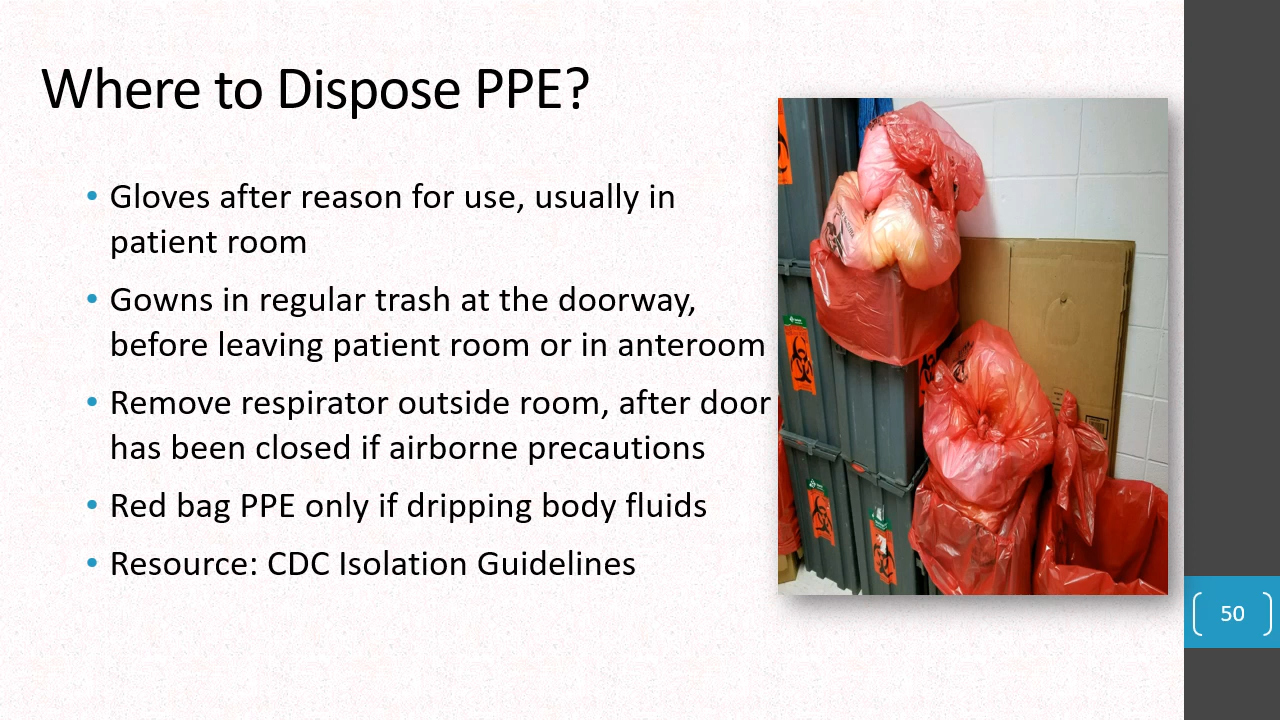 Where to Dispose PPE?
• Gloves after reason for use, usually in
patient room
• Gowns in regular trash at the doorway,
before leaving patient room or in anteroom
• Remove respirator outside room, after door
has been closed if airborne precautions
• Red bag PPE only if dripping body fluids
• Resource: CDC Isolation Guidelines
50